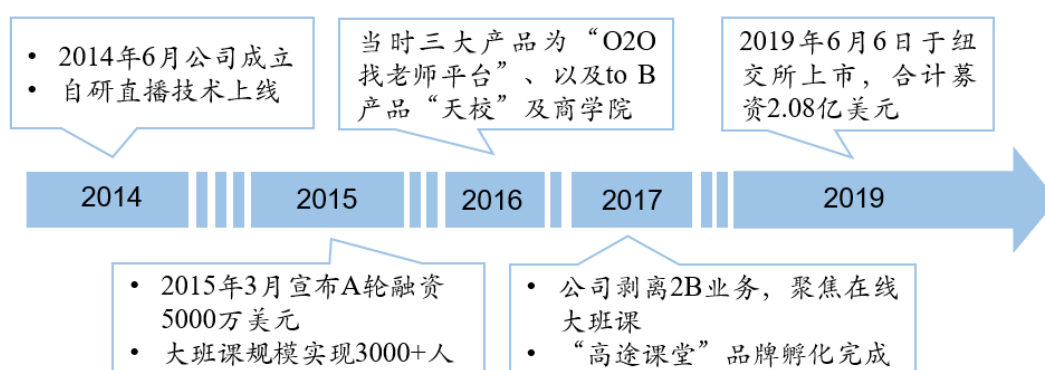 • 2014年6月公司成立
• 自研直播技术上线
当时三大产品为“O2O
找老师平台”、以及to B
产品“天校”及商学院
2019年6月6日于纽
交所上市，合计募
资2.08亿美元
2014
2015
2016
2017
2019
• 2015年3月宣布A轮融资
5000万美元
• 大班课规模实现3000+人
• 公司剥离2B业务，聚焦在线
大班课
• “高途课堂”品牌孵化完成